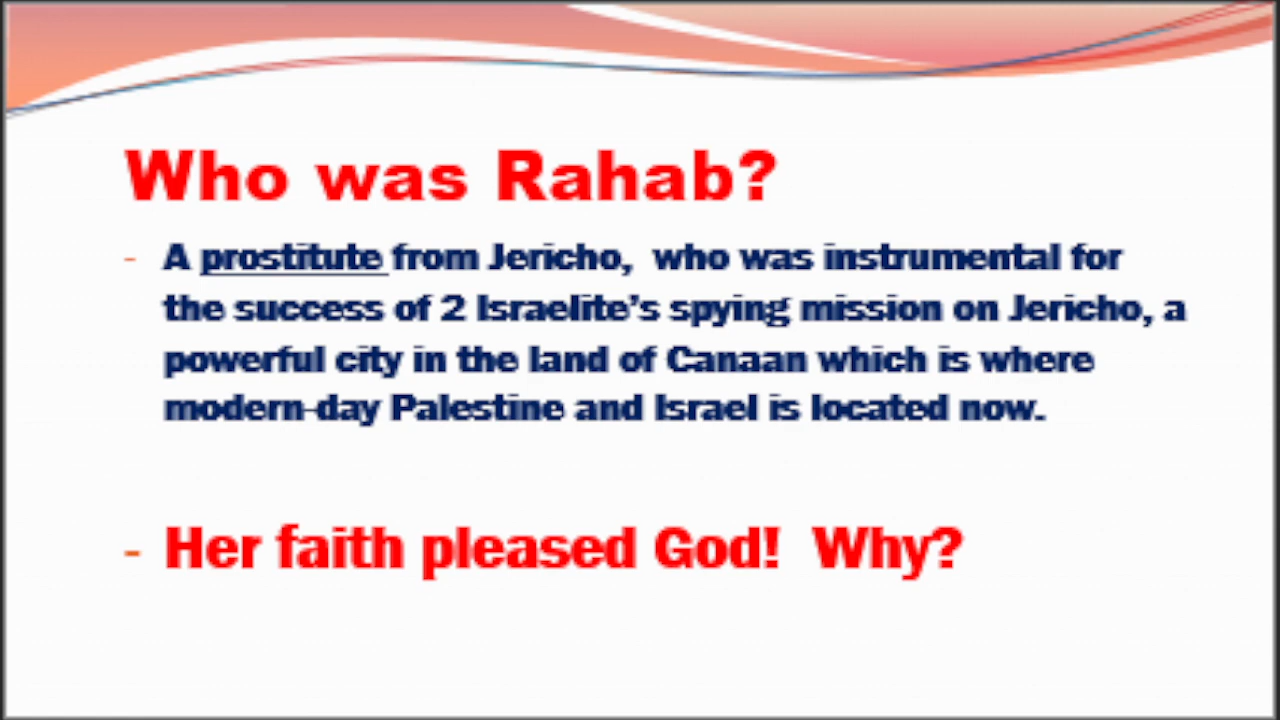 Who was Rahab?
- A prostitute from Jericho,  who was instrumental for
the success of 2 Israelite's spying mission on Jericho, a
powerful city in the land of Canaan which is where
modern-day Palestine and Israel is located now.
- Her faith pleased God!  Why?